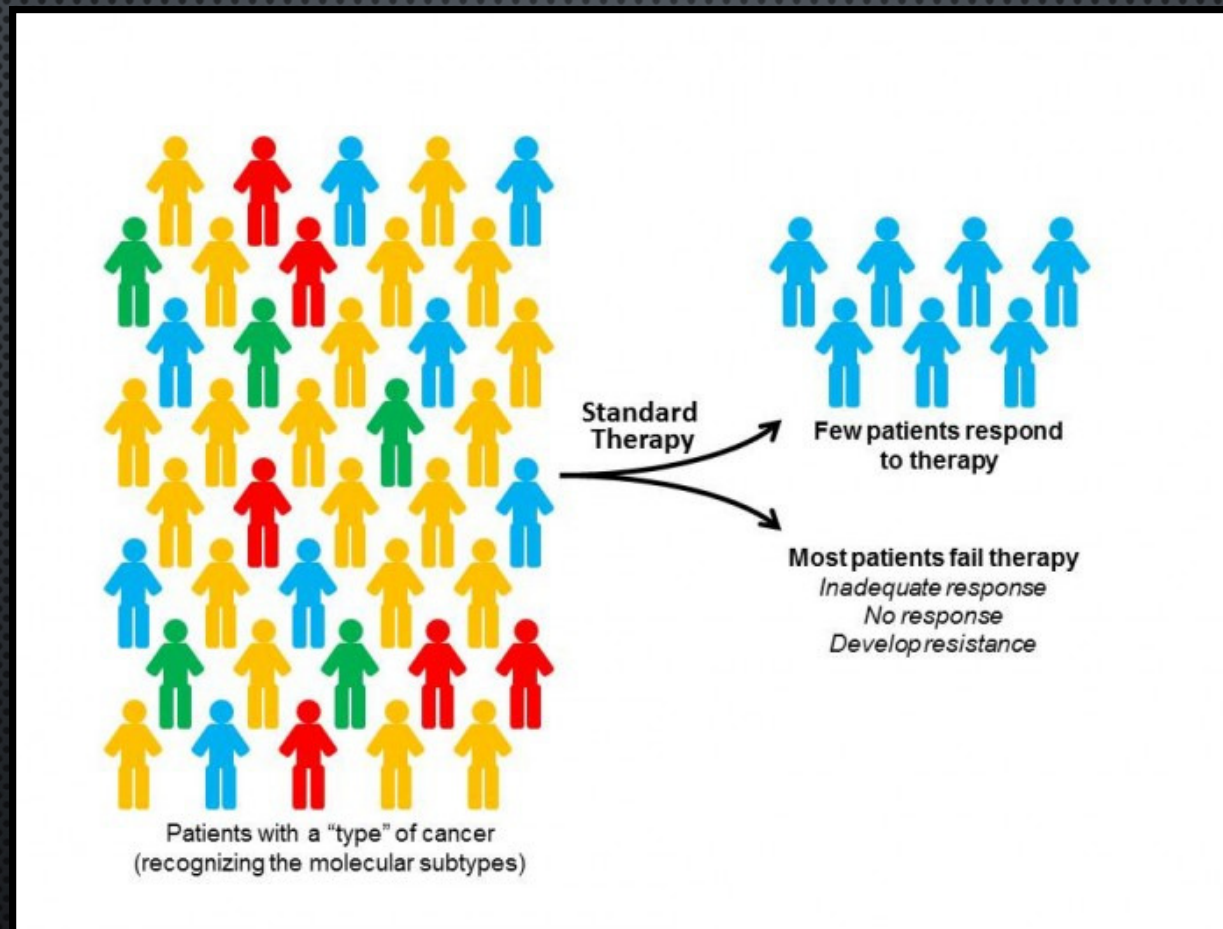 Standard
Therapy
Few patients respond
to therapy
Most patients fail therapy
Inadequate response
No response
Develop resistance
Patients with a “type” of cancer
(recognizing the molecular subtypes)